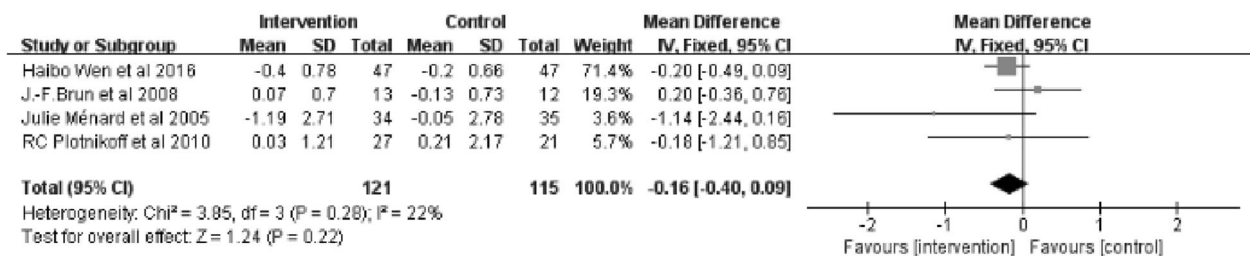 Intervention Control Mean Difference Mean Difference
Study or Subgroup Mean SD Total Mean SD Total Weight IV, Fixed, 95% CI IV, Fixed, 95% CI
Haibo Wen et al 2016 -0.4 0.78 47 -0.2 0.66 47 71.4% -0.20 [-0.49, 0.09]
J.-F.Brun et al 2008 0.07 0.7 13 -0.13 0.73 12 19.3% 0.20 [-0.36, 0.76]
Julie Ménard et al 2005 -1.19 2.71 34 -0.05 2.78 35 3.6% -1.14 [-2.44, 0.16]
RC Plotnikoff et al 2010 0.03 1.21 27 0.21 2.17 21 5.7% -0.18 [-1.21, 0.85]
Total (95% CI) 121 115 100.0% -0.16 [-0.40, 0.09]
Heterogeneity: Chi² = 3.85, df = 3 (P = 0.28); I² = 22%
Test for overall effect: Z = 1.24 (P = 0.22)
-2 -1 0 1 2
Favours [intervention] Favours [control]